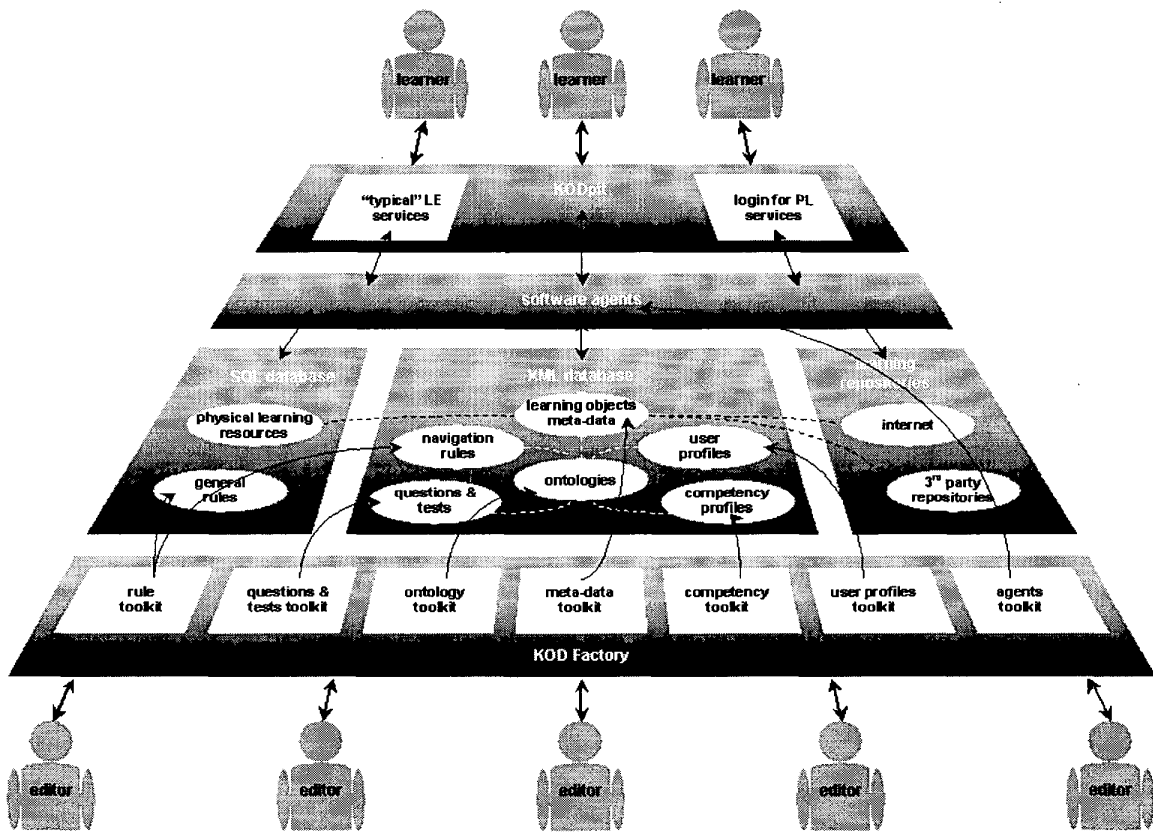 learner
learner
learner
"typical" LE
services
login for PL
services
software agents
SQL database
XML database
learning
repositories
physical learning
resources
learning objects
meta-data
internet
navigation
rules
user
profiles
general
rules
questions &
tests
ontologies
competency
profiles
3rd party
repositories
rule
toolkit
questions &
tests toolkit
ontology
toolkit
meta-data
toolkit
competency
toolkit
user profiles
toolkit
agents
toolkit
KOD Factory
editor
editor
editor
editor
editor